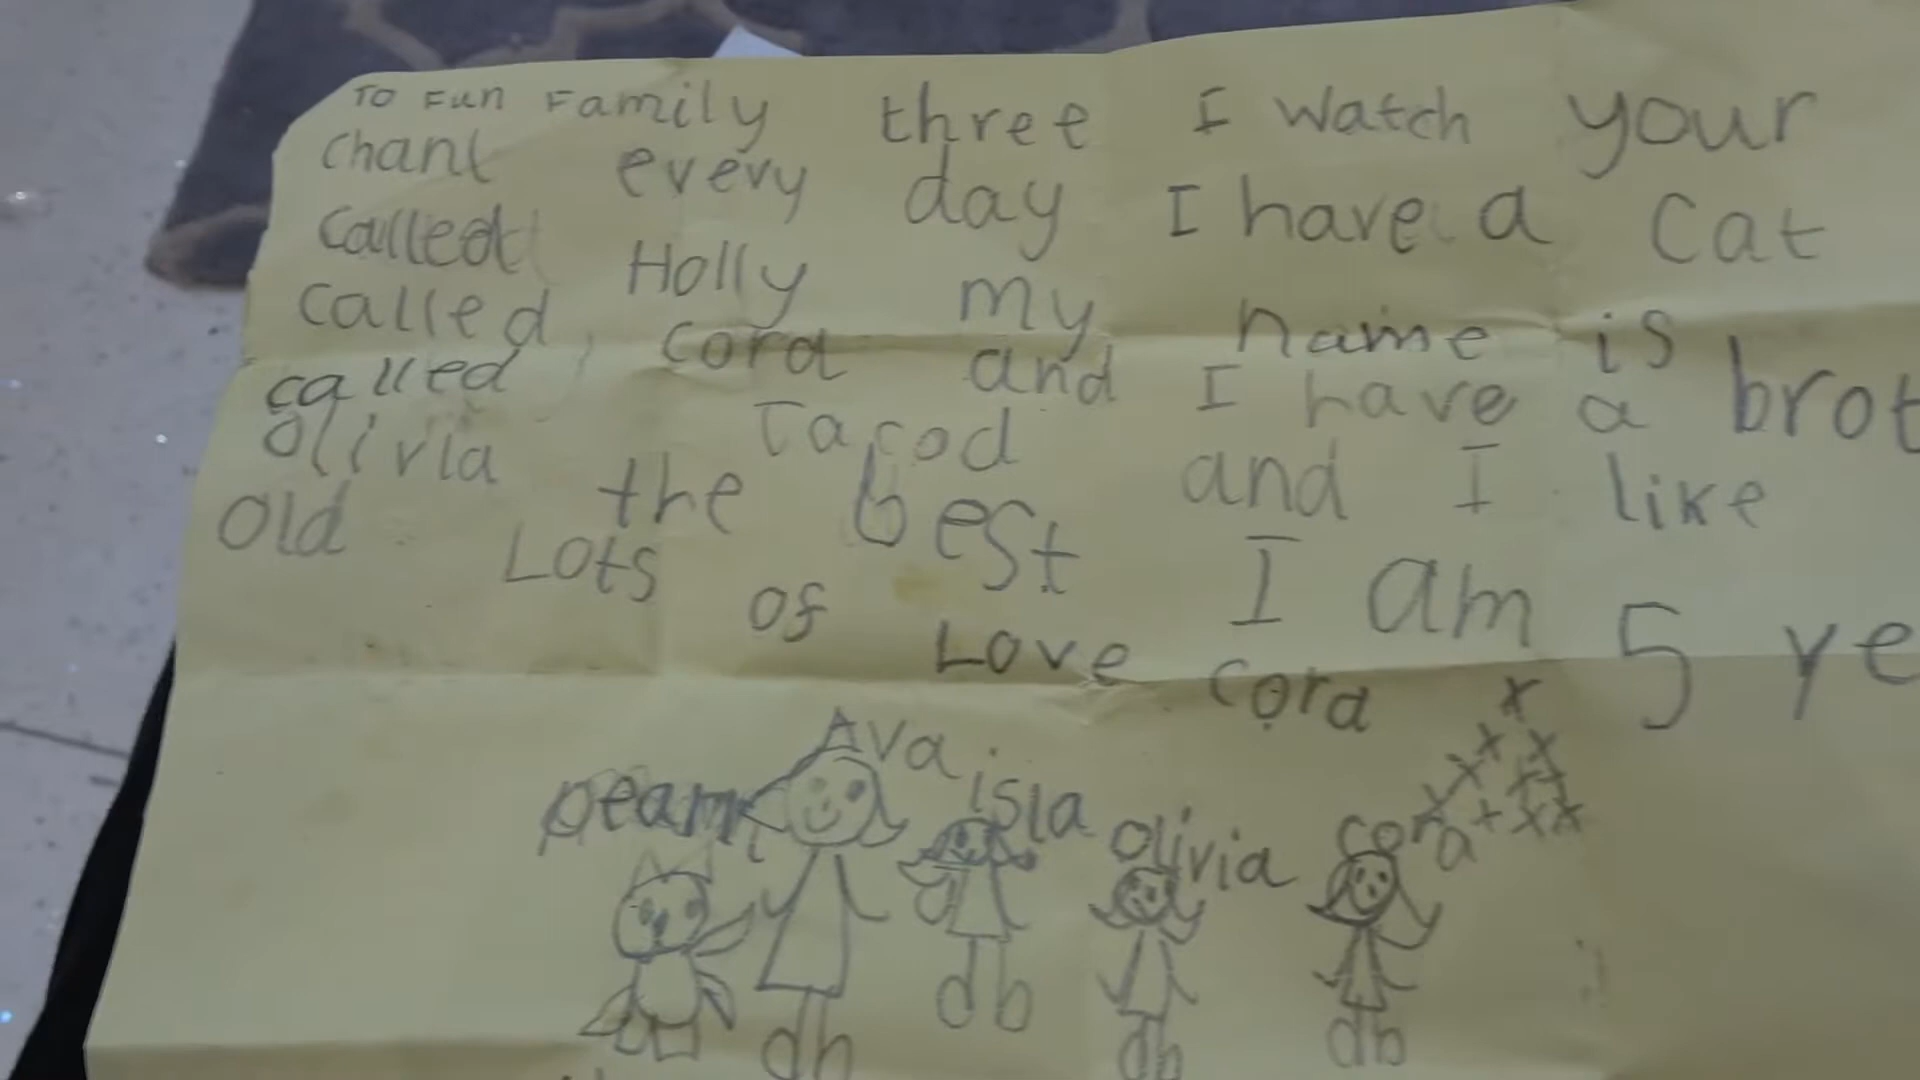 To Fun Family three I watch your
chanl every day I have a cat
called Holly my name is
called cora and I have a brot
called Jacod and I like
olivia the best I am 5 ye
old Lots of Love cora x
Ava
isla
olivia
cora